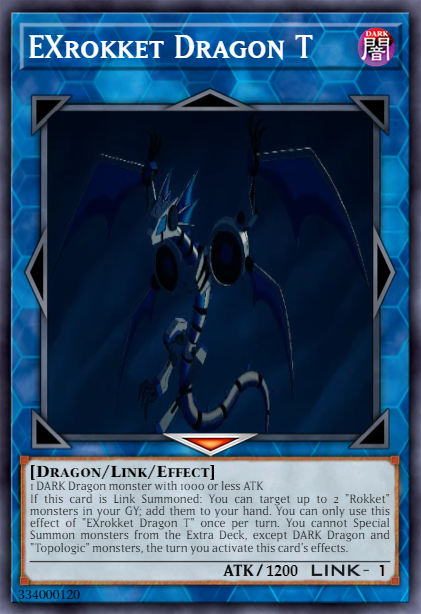 EXrokket Dragon T
DARK
闇
[Dragon/Link/Effect]
1 DARK Dragon monster with 1000 or less ATK
If this card is Link Summoned: You can target up to 2 "Rokket"
monsters in your GY; add them to your hand. You can only use this
effect of "EXrokket Dragon T" once per turn. You cannot Special
Summon monsters from the Extra Deck, except DARK Dragon and
"Topologic" monsters, the turn you activate this card's effects.
ATK / 1200 LINK- 1
334000120